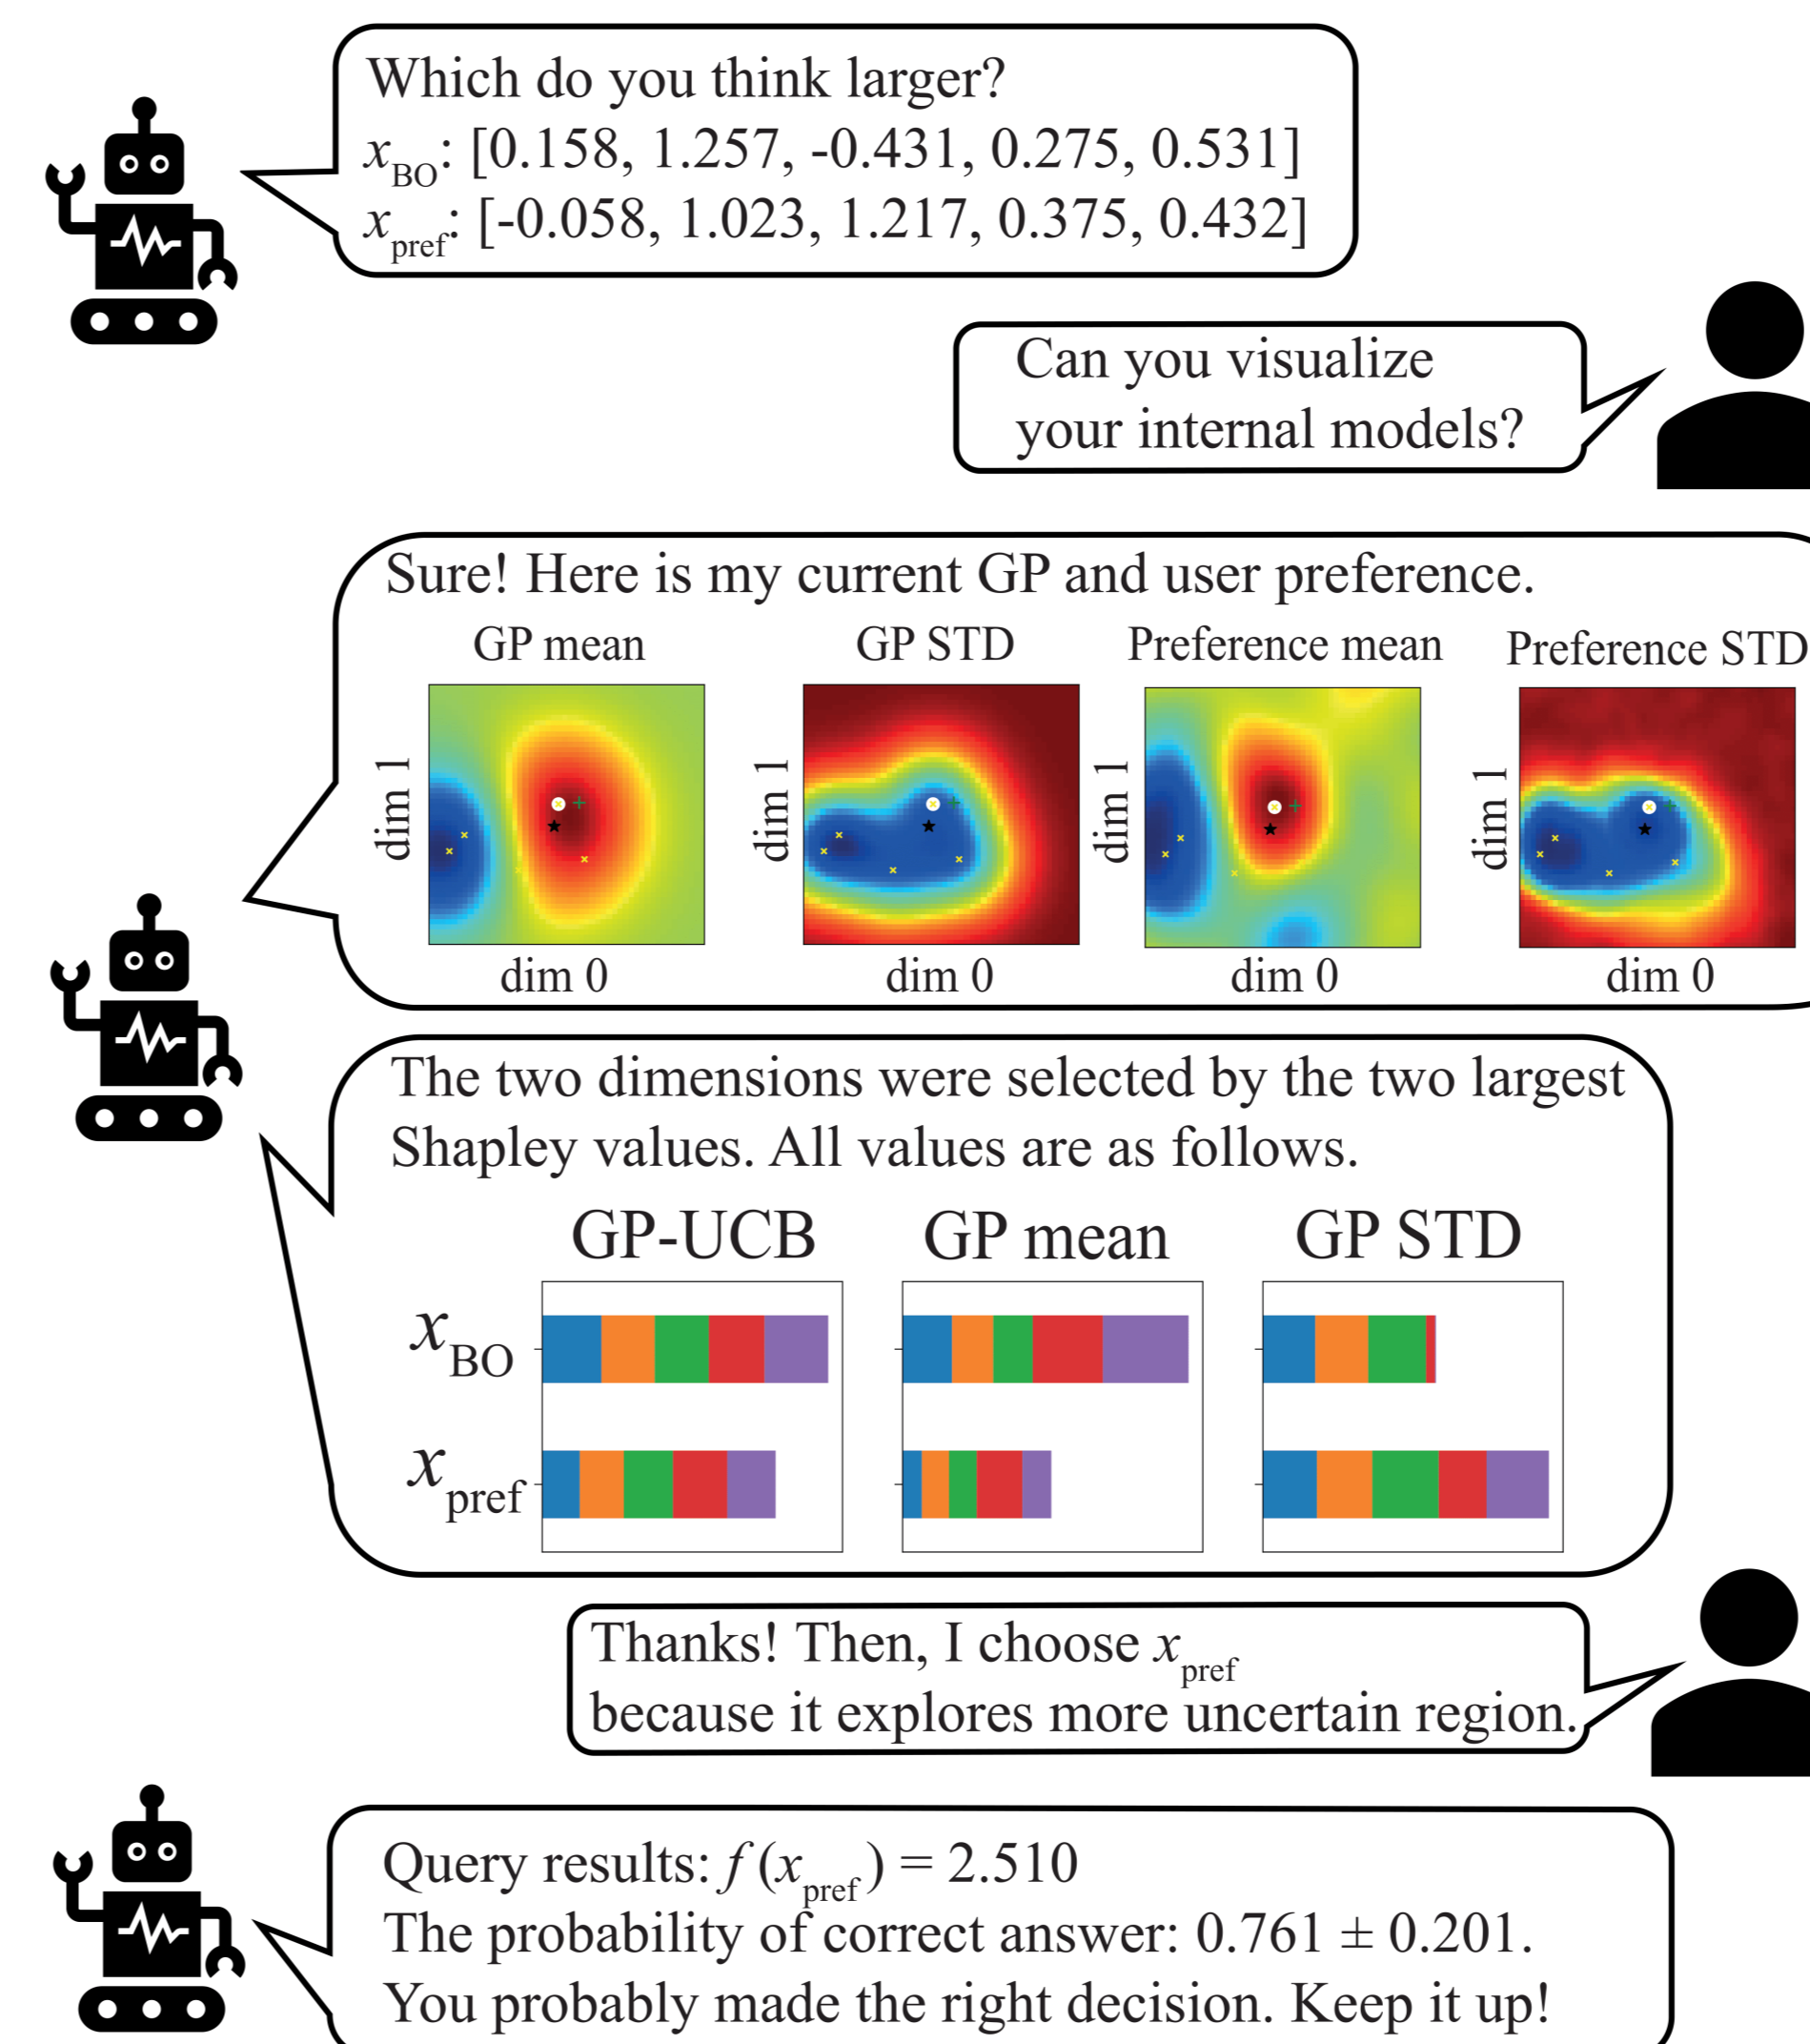 Which do you think larger?
x_BO: [0.158, 1.257, -0.431, 0.275, 0.531]
x_pref: [-0.058, 1.023, 1.217, 0.375, 0.432]
Can you visualize
your internal models?
Sure! Here is my current GP and user preference.
GP mean
GP STD
Preference mean
Preference STD
dim 1
dim 1
dim 1
dim 1
dim 0
dim 0
dim 0
dim 0
The two dimensions were selected by the two largest
Shapley values. All values are as follows.
GP-UCB
GP mean
GP STD
x_BO
x_pref
Thanks! Then, I choose x_pref
because it explores more uncertain region.
Query results: f (x_pref) = 2.510
The probability of correct answer: 0.761 ± 0.201.
You probably made the right decision. Keep it up!